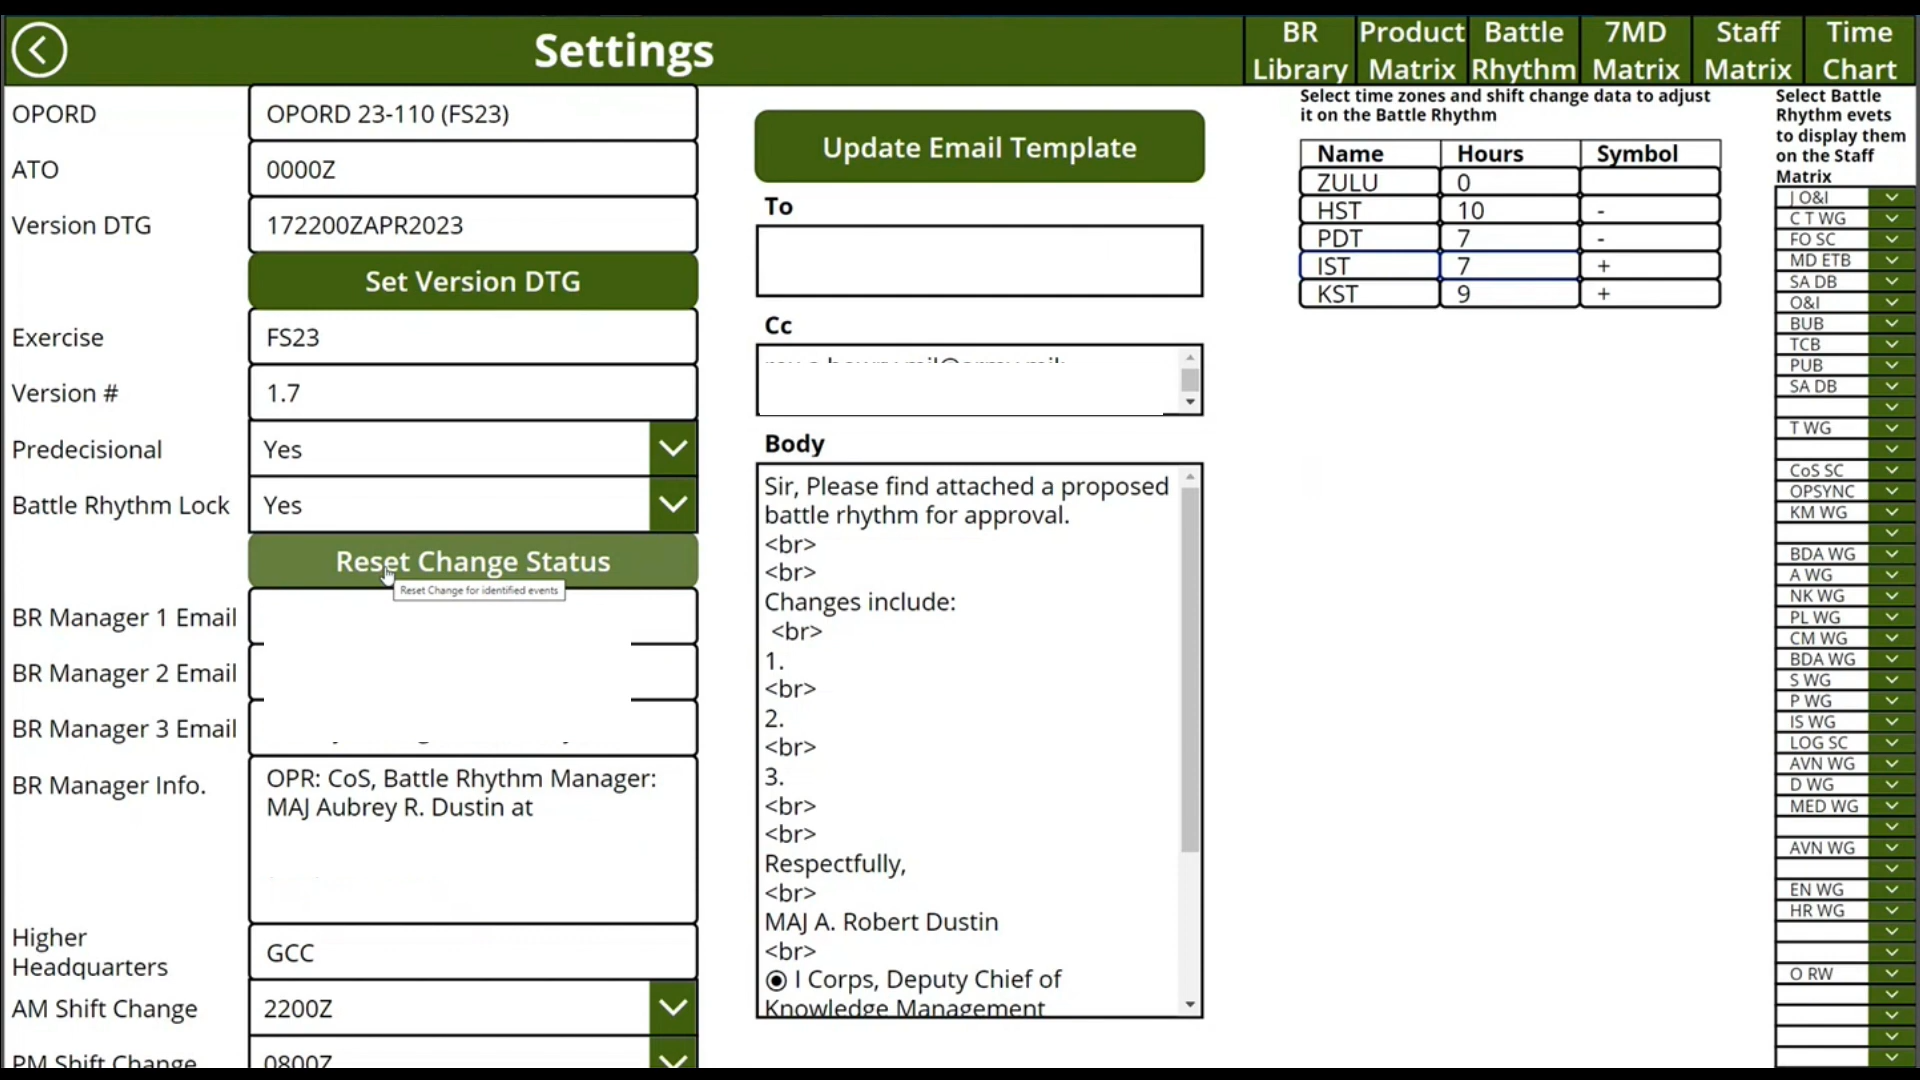 Settings
BR Library
Product Matrix
Battle Rhythm
7MD Matrix
Staff Matrix
Time Chart
OPORD
OPORD 23-110 (FS23)
ATO
0000Z
Version DTG
172200ZAPR2023
Set Version DTG
Exercise
FS23
Version #
1.7
Predecisional
Yes
Battle Rhythm Lock
Yes
Reset Change Status
Reset Change for identified events
BR Manager 1 Email
BR Manager 2 Email
BR Manager 3 Email
BR Manager Info.
OPR: CoS, Battle Rhythm Manager:
MAJ Aubrey R. Dustin at
Higher
Headquarters
GCC
AM Shift Change
2200Z
PM Shift Change
0800Z
Update Email Template
To
Cc
Body
Sir, Please find attached a proposed
battle rhythm for approval.
<br>
<br>
Changes include:
<br>
1.
<br>
2.
<br>
3.
<br>
<br>
Respectfully,
<br>
MAJ A. Robert Dustin
<br>
I Corps, Deputy Chief of
Knowledge Management
Select time zones and shift change data to adjust
it on the Battle Rhythm
Name Hours Symbol
ZULU 0
HST 10 -
PDT 7 -
IST 7 +
KST 9 +
Select Battle
Rhythm evets
to display them
on the Staff
Matrix
J O&I
C T WG
FO SC
MD ETB
SA DB
O&I
BUB
TCB
PUB
SA DB
T WG
CoS SC
OPSYNC
KM WG
BDA WG
A WG
NK WG
PL WG
CM WG
BDA WG
S WG
P WG
IS WG
LOG SC
AVN WG
D WG
MED WG
AVN WG
EN WG
HR WG
O RW